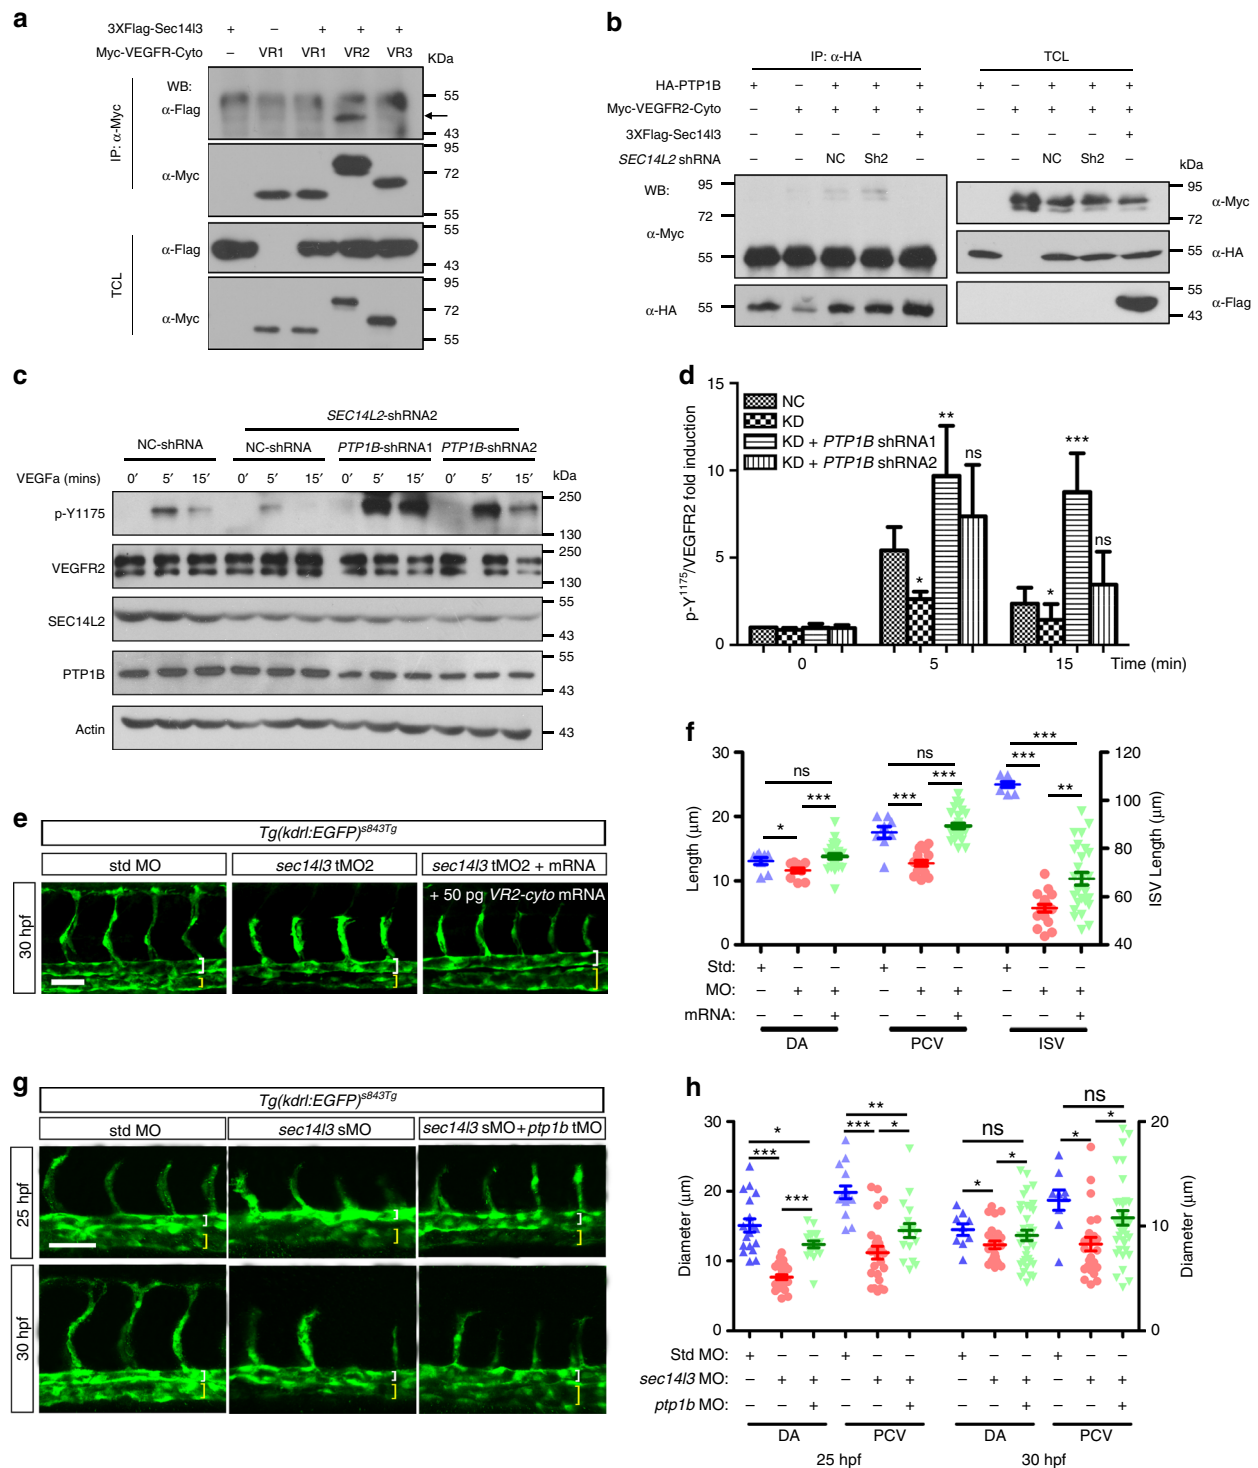 a
3XFlag-Sec14l3 + – + + +
Myc-VEGFR-Cyto – VR1 VR1 VR2 VR3 KDa
WB:
IP: α-Myc
α-Flag
55
43
α-Myc
95
72
55
TCL
α-Flag
55
43
α-Myc
95
72
55
b
IP: α-HA TCL
HA-PTP1B + – + + + + – + + +
Myc-VEGFR2-Cyto – + + + + – + + + +
3XFlag-Sec14l3 – – – – + – – – – +
SEC14L2 shRNA – – NC Sh2 – – – NC Sh2 – kDa
WB:
α-Myc
95
72
55
α-HA
55
95
72
α-Myc
55
α-HA
55
43
α-Flag
c
SEC14L2-shRNA2
NC-shRNA NC-shRNA PTP1B-shRNA1 PTP1B-shRNA2
VEGFa (mins) 0′ 5′ 15′ 0′ 5′ 15′ 0′ 5′ 15′ 0′ 5′ 15′ kDa
p-Y1175
250
130
VEGFR2
250
130
SEC14L2
55
43
PTP1B
55
43
Actin
43
d
p-Y1175/VEGFR2 fold induction
15
10
5
0
NC
KD
KD + PTP1B shRNA1
KD + PTP1B shRNA2
* ** ns
* *** ns
0 5 15 Time (min)
e
Tg(kdrl:EGFP)s843Tg
std MO sec14l3 tMO2 sec14l3 tMO2 + mRNA
+ 50 pg VR2-cyto mRNA
30 hpf
f
Length (μm)
30
20
10
0
ISV Length (μm)
120
100
80
60
40
ns
* ***
ns
*** ***
***
*** **
Std: + – – + – – + – –
MO: – + + – + + – + +
mRNA: – – + – – + – – +
DA PCV ISV
g
Tg(kdrl:EGFP)s843Tg
std MO sec14l3 sMO sec14l3 sMO+ptp1b tMO
25 hpf
30 hpf
h
Diameter (μm)
30
20
10
0
Diameter (μm)
20
10
0
*
*** ***
**
*** *
ns
* *
ns
* *
Std MO: + – – + – – + – – + – –
sec14l3 MO: – + + – + + – + + – + +
ptp1b MO: – – + – – + – – + – – +
DA PCV DA PCV
25 hpf 30 hpf